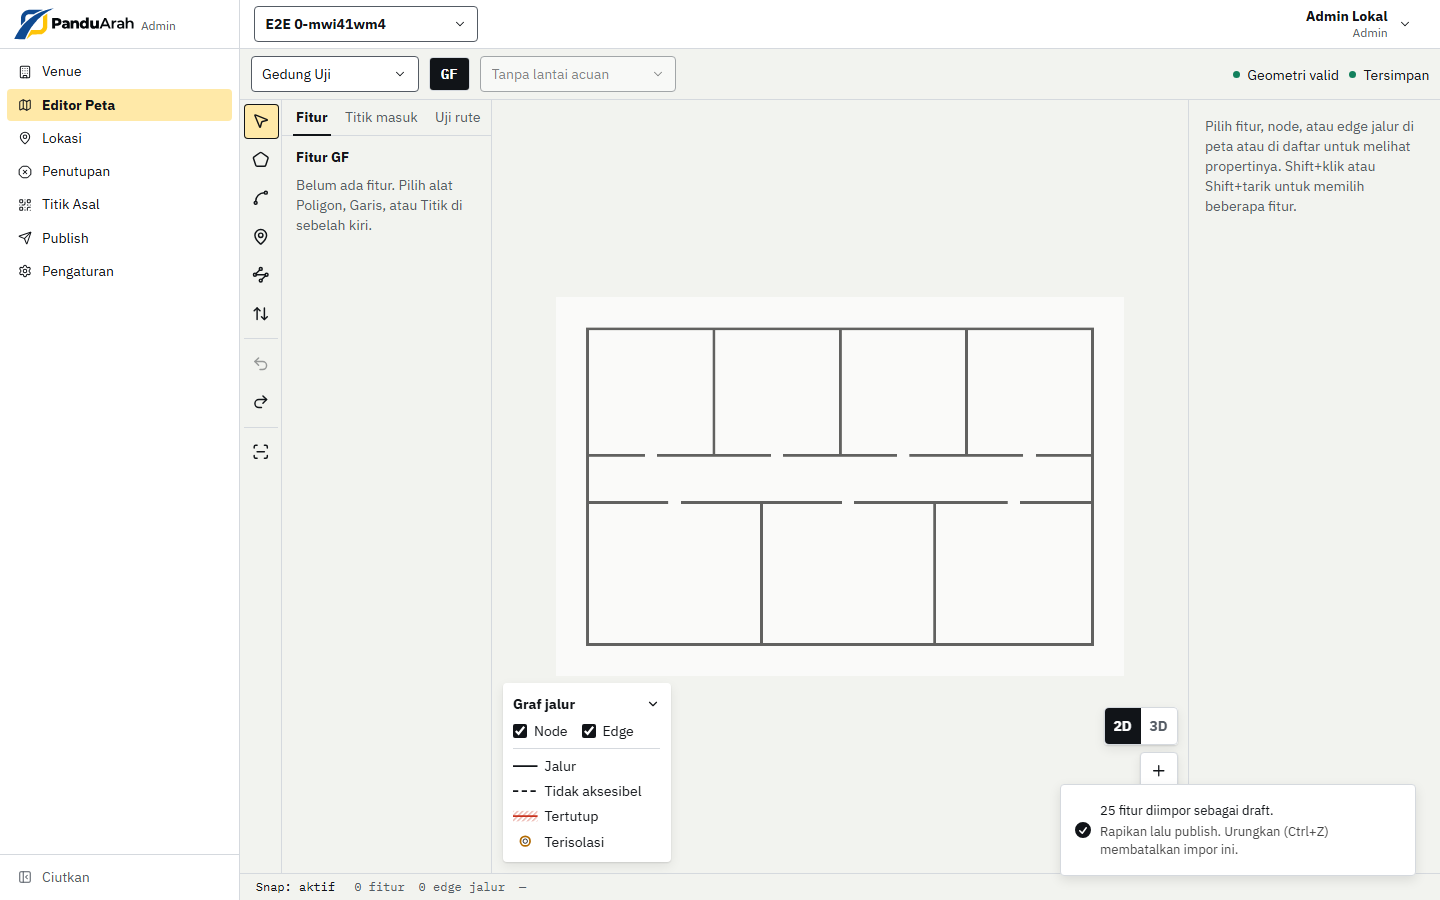 PanduArah Admin
E2E 0-mwi41wm4
Admin Lokal
Admin
Venue
Editor Peta
Lokasi
Penutupan
Titik Asal
Publish
Pengaturan
Ciutkan
Gedung Uji
GF
Tanpa lantai acuan
Geometri valid
Tersimpan
Fitur
Titik masuk
Uji rute
Fitur GF
Belum ada fitur. Pilih alat
Poligon, Garis, atau Titik di
sebelah kiri.
Pilih fitur, node, atau edge jalur di
peta atau di daftar untuk melihat
propertinya. Shift+klik atau
Shift+tarik untuk memilih
beberapa fitur.
Graf jalur
Node
Edge
Jalur
Tidak aksesibel
Tertutup
Terisolasi
2D
3D
+
25 fitur diimpor sebagai draft.
Rapikan lalu publish. Urungkan (Ctrl+Z)
membatalkan impor ini.
Snap: aktif 0 fitur 0 edge jalur —